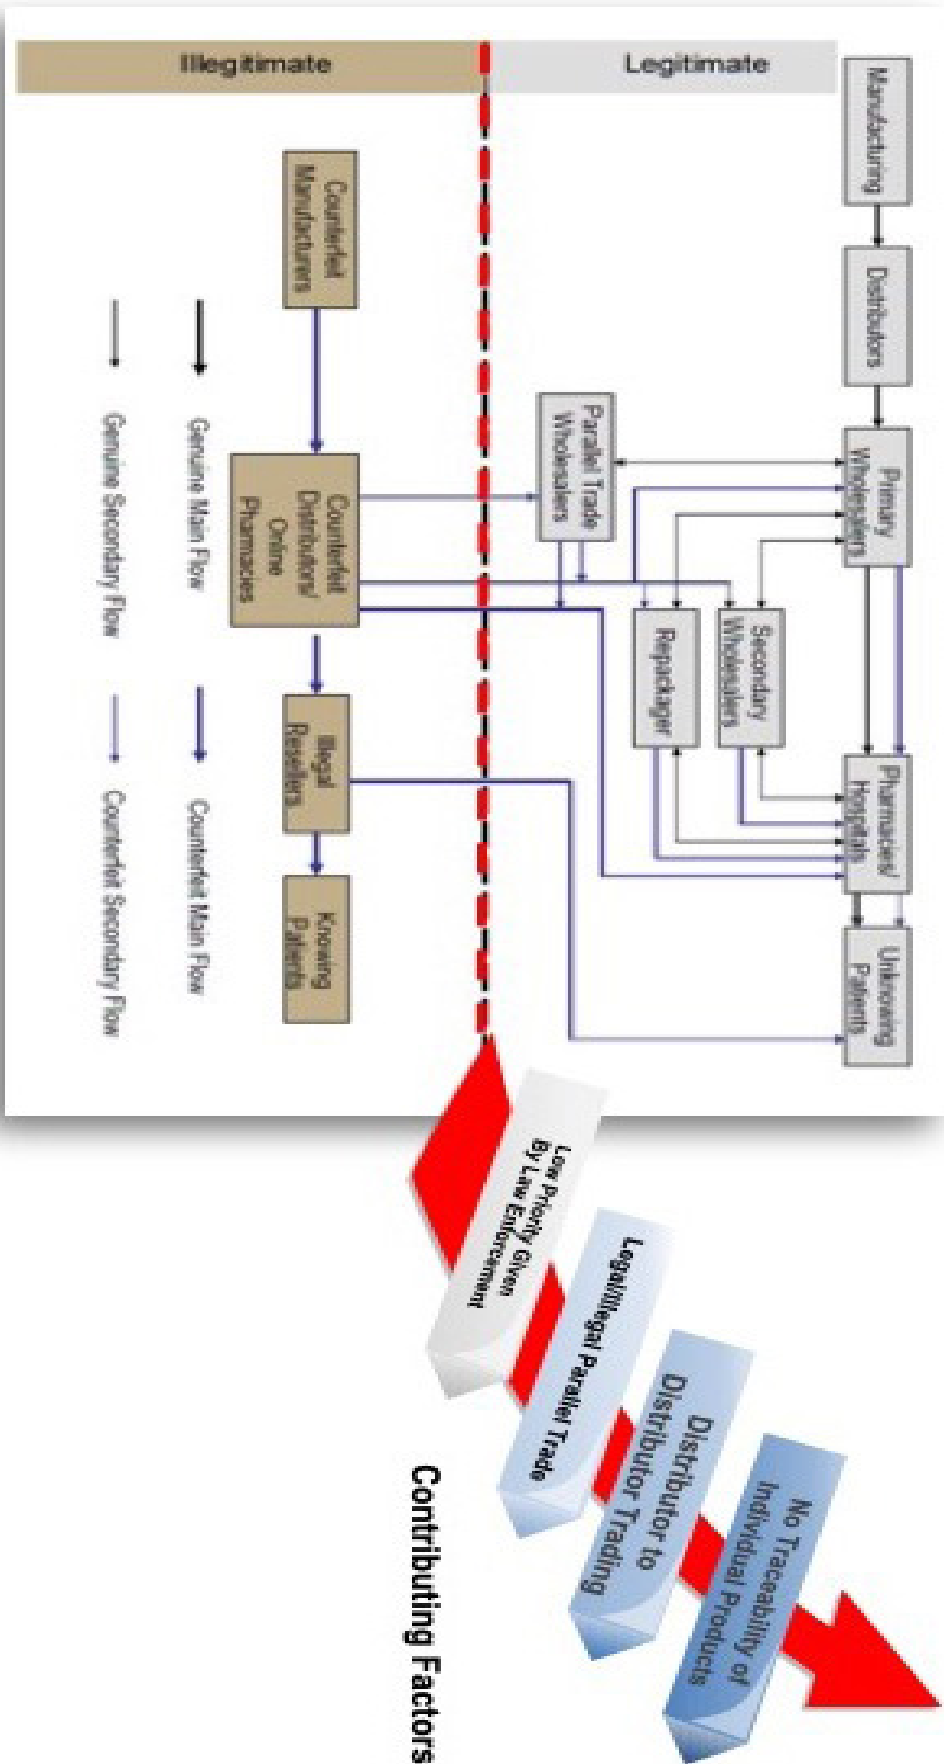 Illegitimate
Legitimate
Manufacturing
Distributors
Primary
Wholesalers
Pharmacies/
Hospitals
Unknowing
Patients
Secondary
Wholesalers
Repackager
Parallel Trade
Wholesalers
Counterfeit
Manufacturers
Counterfeit
Distributors/
Online
Pharmacies
Illegal
Resellers
Knowing
Patients
Genuine Main Flow
Counterfeit Main Flow
Genuine Secondary Flow
Counterfeit Secondary Flow
No Traceability of
Individual Products
Distributor to
Distributor Trading
Legal/Illegal Parallel Trade
Low Priority Given
By Law Enforcement
Contributing Factors